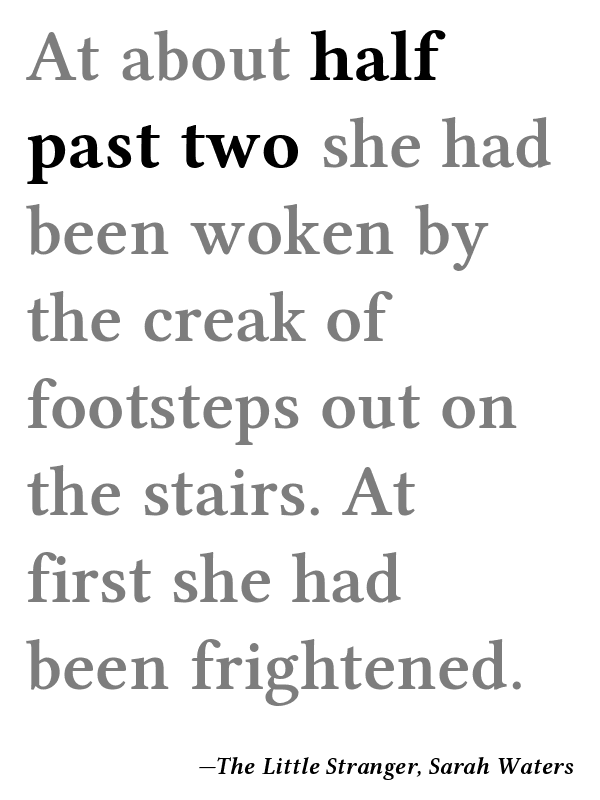 At about half
past two she had
been woken by
the creak of
footsteps out on
the stairs. At
first she had
been frightened.
—The Little Stranger, Sarah Waters